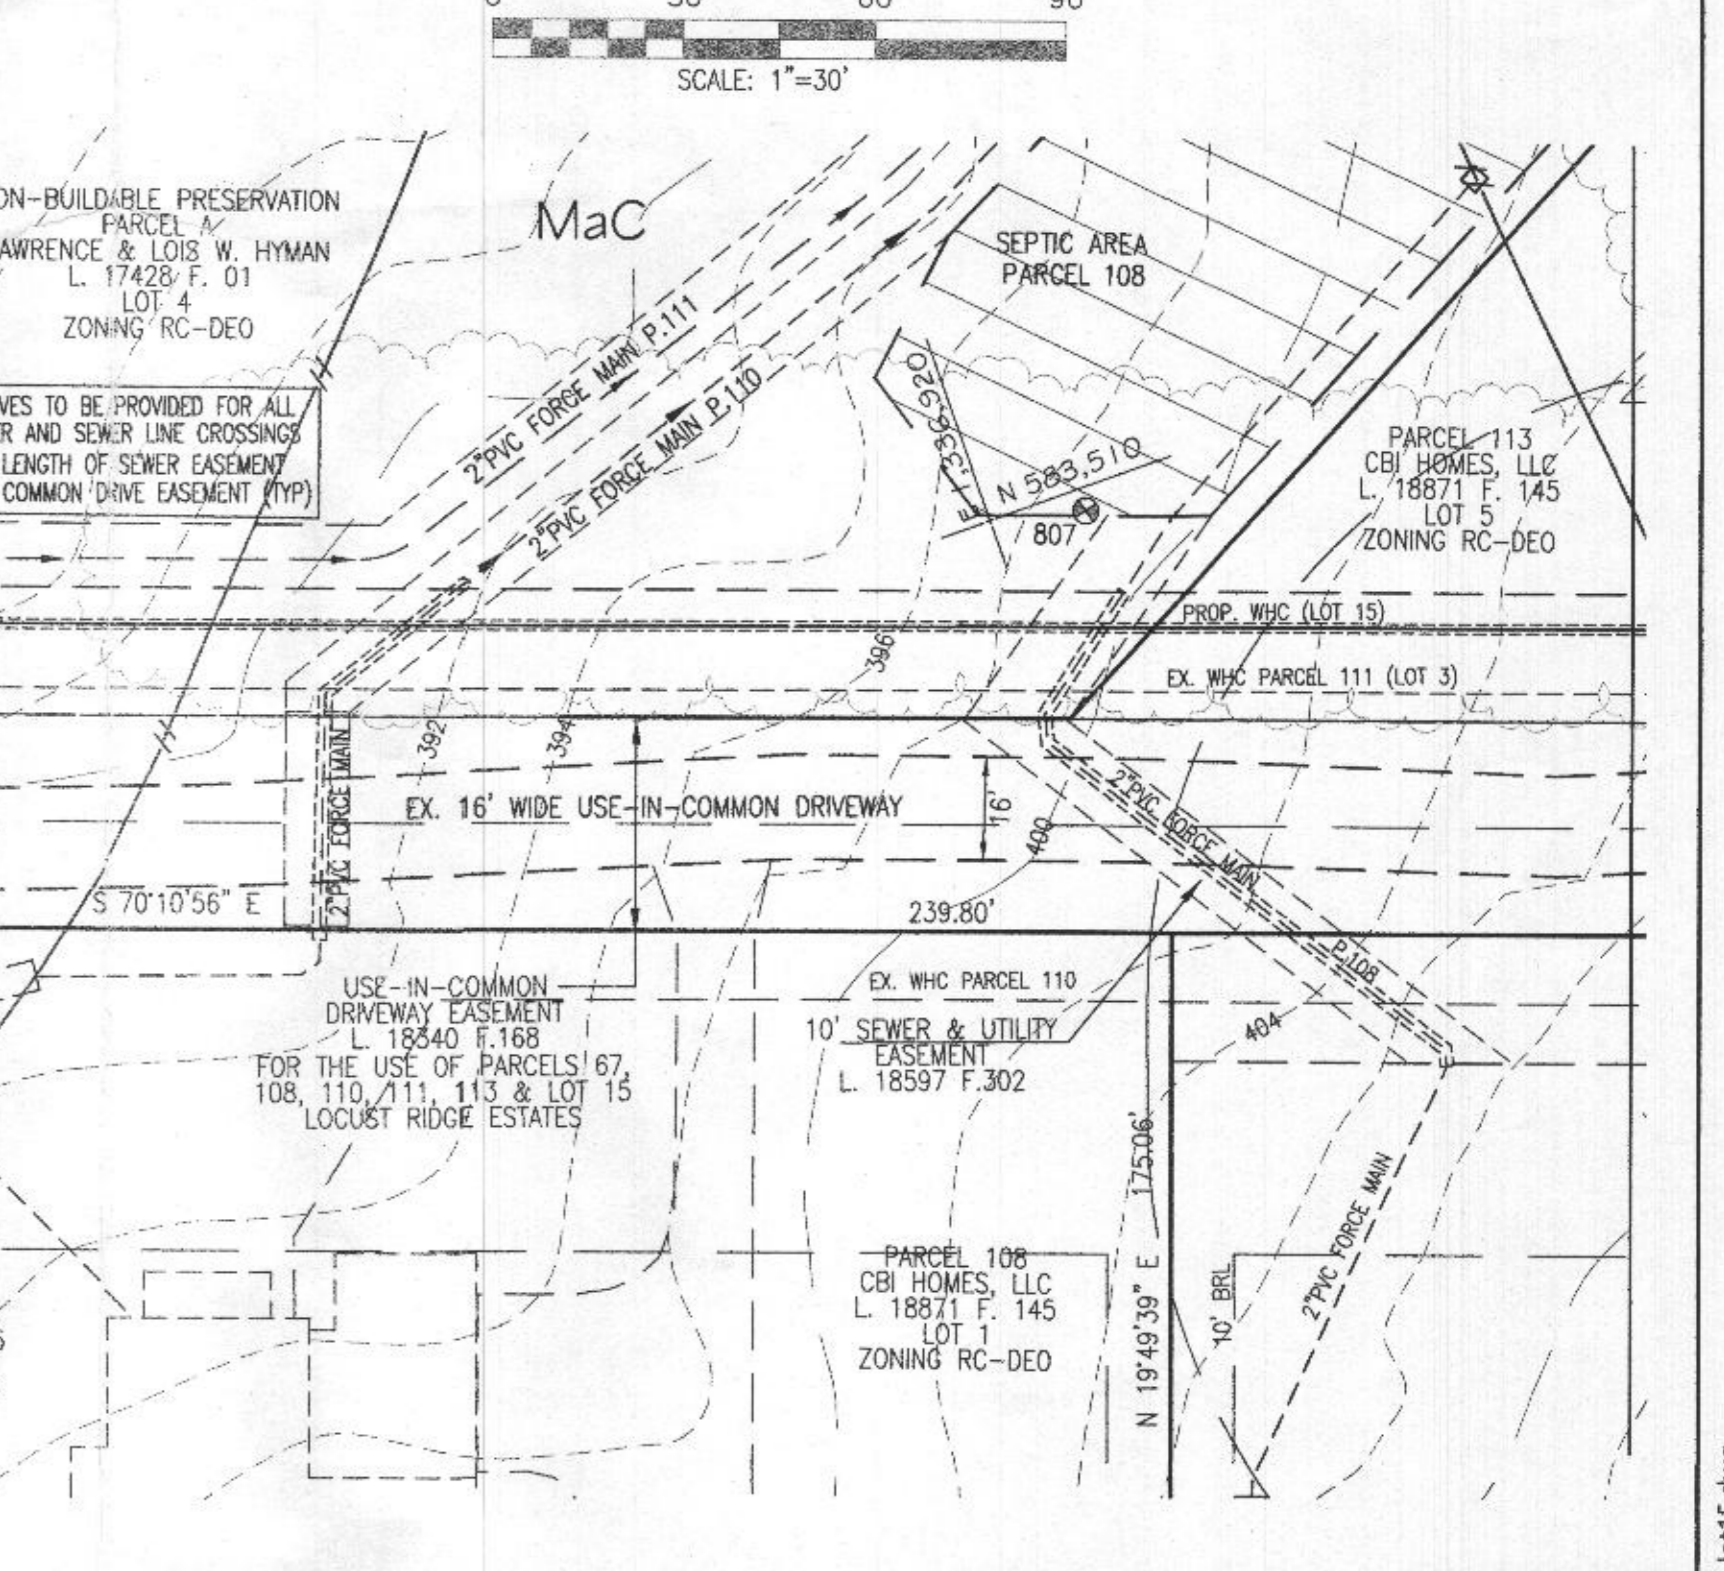 SCALE: 1"=30'
ON-BUILDABLE PRESERVATION
PARCEL A
AWRENCE & LOIS W. HYMAN
L. 17428 F. 01
LOT 4
ZONING RC-DEO
MaC
SEPTIC AREA
PARCEL 108
VES TO BE PROVIDED FOR ALL
R AND SEWER LINE CROSSINGS
LENGTH OF SEWER EASEMENT
COMMON DRIVE EASEMENT (TYP)
2"PVC FORCE MAIN P.111
2"PVC FORCE MAIN P.110
E 1,336,920
N 583,510
807
PARCEL 113
CBI HOMES, LLC
L. 18871 F. 145
LOT 5
ZONING RC-DEO
PROP. WHC (LOT 15)
EX. WHC PARCEL 111 (LOT 3)
396
392
394
2"PVC FORCE MAIN
EX. 16' WIDE USE-IN-COMMON DRIVEWAY
16'
400
2"PVC FORCE MAIN
P.108
S 70°10'56" E
239.80'
USE-IN-COMMON
DRIVEWAY EASEMENT
L. 18340 F.168
FOR THE USE OF PARCELS 67,
108, 110, 111, 113 & LOT 15
LOCUST RIDGE ESTATES
EX. WHC PARCEL 110
10' SEWER & UTILITY
EASEMENT
L. 18597 F.302
404
175.06'
N 19°49'39" E
10' BRL
2"PVC FORCE MAIN
PARCEL 108
CBI HOMES, LLC
L. 18871 F. 145
LOT 1
ZONING RC-DEO